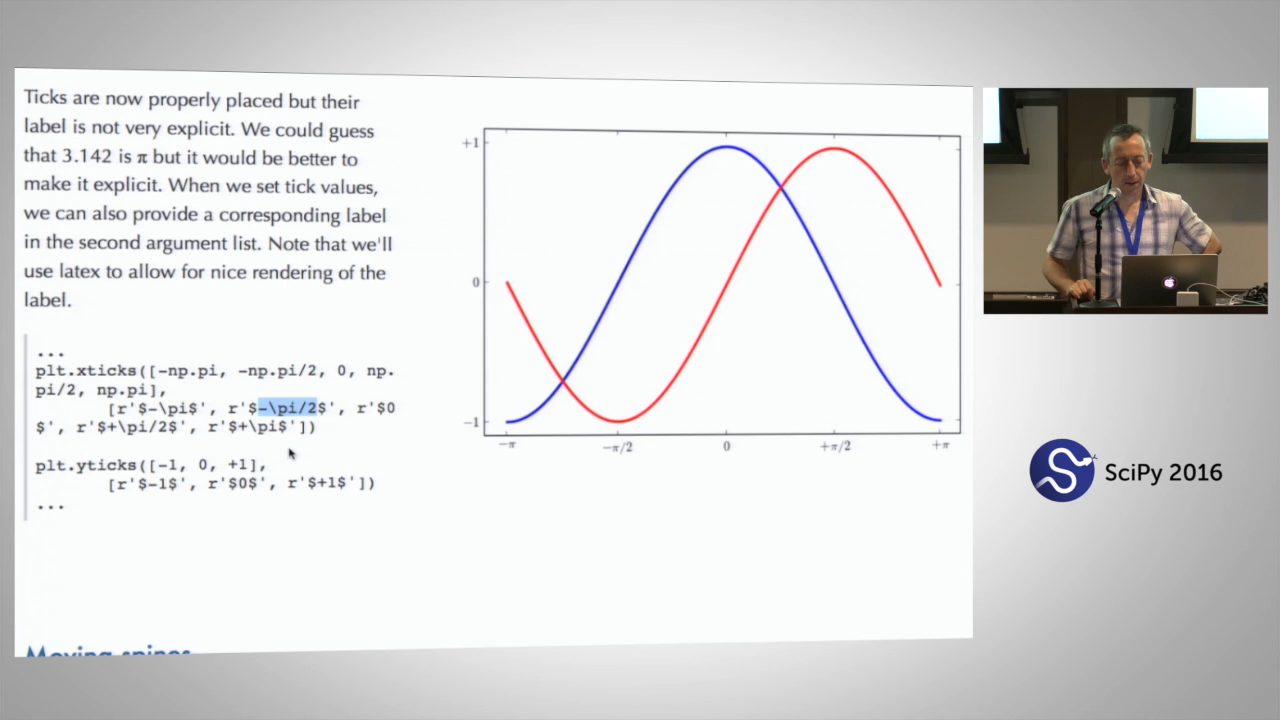 Ticks are now properly placed but their
label is not very explicit. We could guess
that 3.142 is π but it would be better to
make it explicit. When we set tick values,
we can also provide a corresponding label
in the second argument list. Note that we'll
use latex to allow for nice rendering of the
label.
...
plt.xticks([-np.pi, -np.pi/2, 0, np.
pi/2, np.pi],
[r'$-\pi$', r'$-\pi/2$', r'$0
$', r'$+\pi/2$', r'$+\pi$'])
plt.yticks([-1, 0, +1],
[r'$-1$', r'$0$', r'$+1$'])
...
Moving spines
+1
0
−1
−π
−π/2
0
+π/2
+π
SciPy 2016